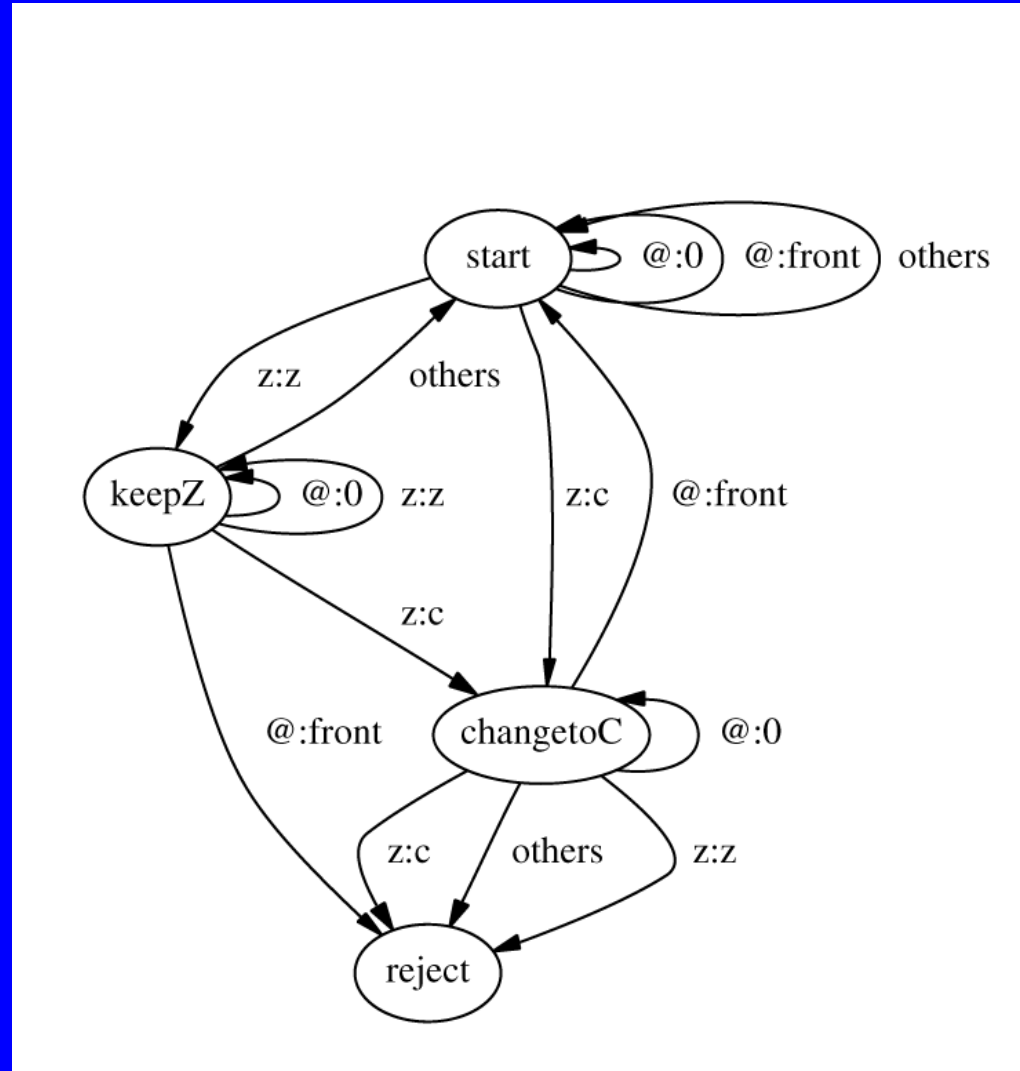 start @:0 @:front others
z:z others
keepZ @:0 z:z z:c @:front
z:c
@:front changetoC @:0
z:c others z:z
reject